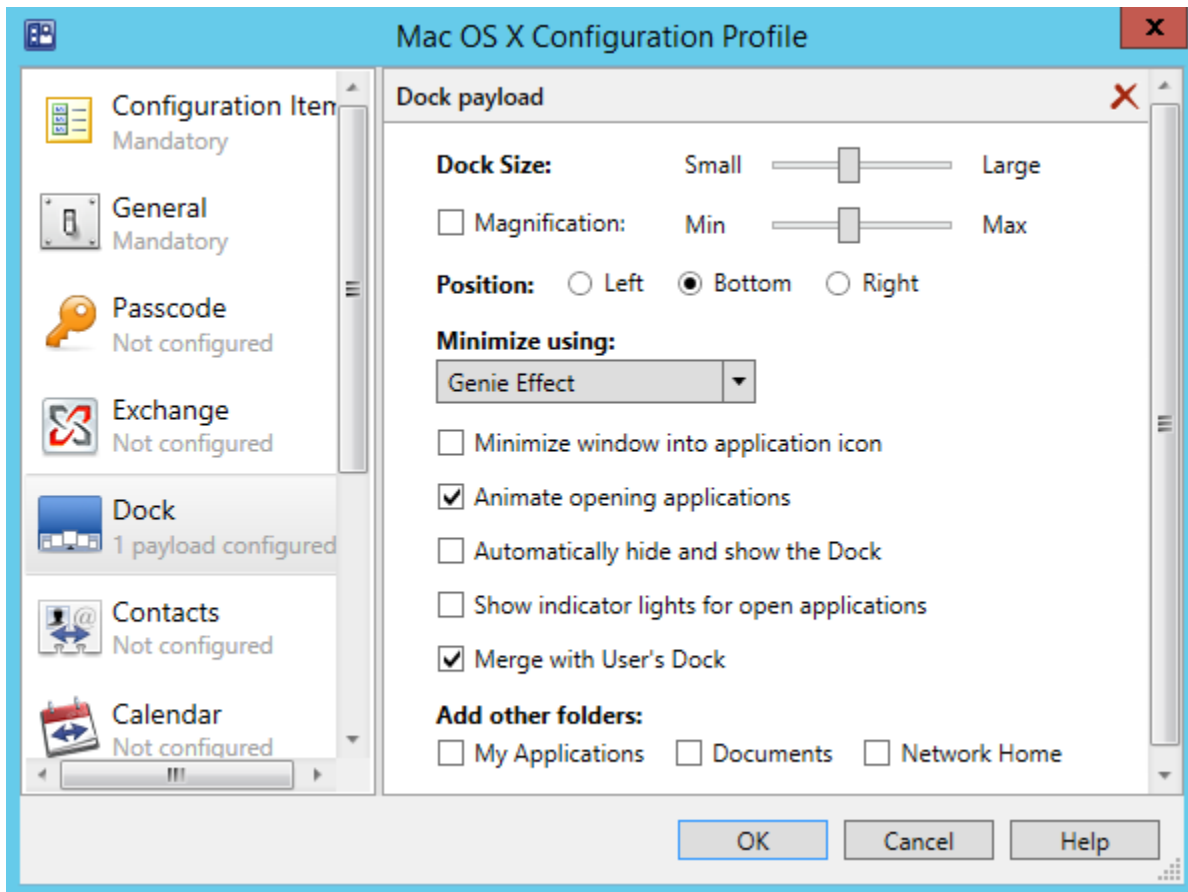 Mac OS X Configuration Profile
x
Configuration Item
Mandatory
General
Mandatory
Passcode
Not configured
Exchange
Not configured
Dock
1 payload configured
Contacts
Not configured
Calendar
Not configured
Dock payload
Dock Size: Small Large
Magnification: Min Max
Position: Left Bottom Right
Minimize using:
Genie Effect
Minimize window into application icon
Animate opening applications
Automatically hide and show the Dock
Show indicator lights for open applications
Merge with User's Dock
Add other folders:
My Applications Documents Network Home
OK Cancel Help